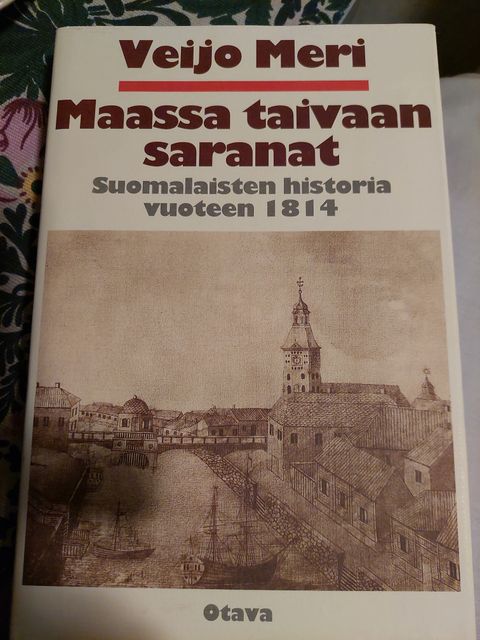 Veijo Meri
Maassa taivaan
saranat
Suomalaisten historia
vuoteen 1814
Otava